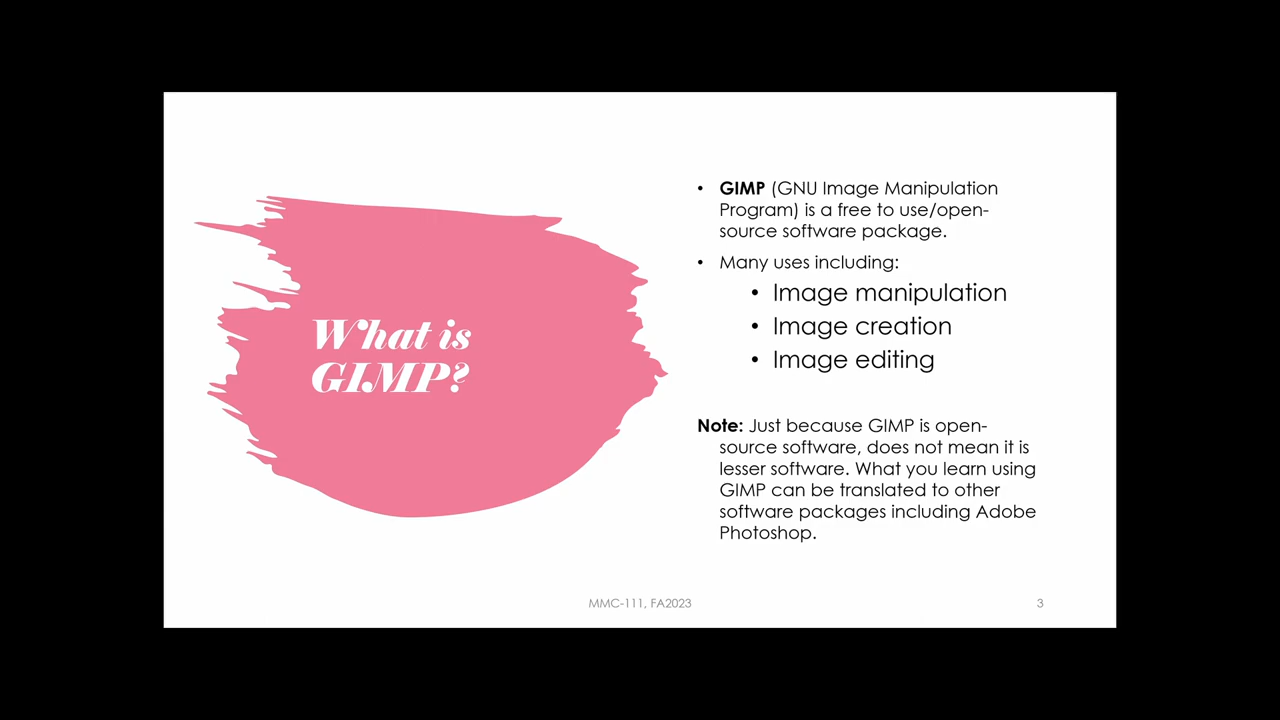 What is
GIMP?
• GIMP (GNU Image Manipulation
Program) is a free to use/open-
source software package.
• Many uses including:
• Image manipulation
• Image creation
• Image editing
Note: Just because GIMP is open-
source software, does not mean it is
lesser software. What you learn using
GIMP can be translated to other
software packages including Adobe
Photoshop.
MMC-111, FA2023
3